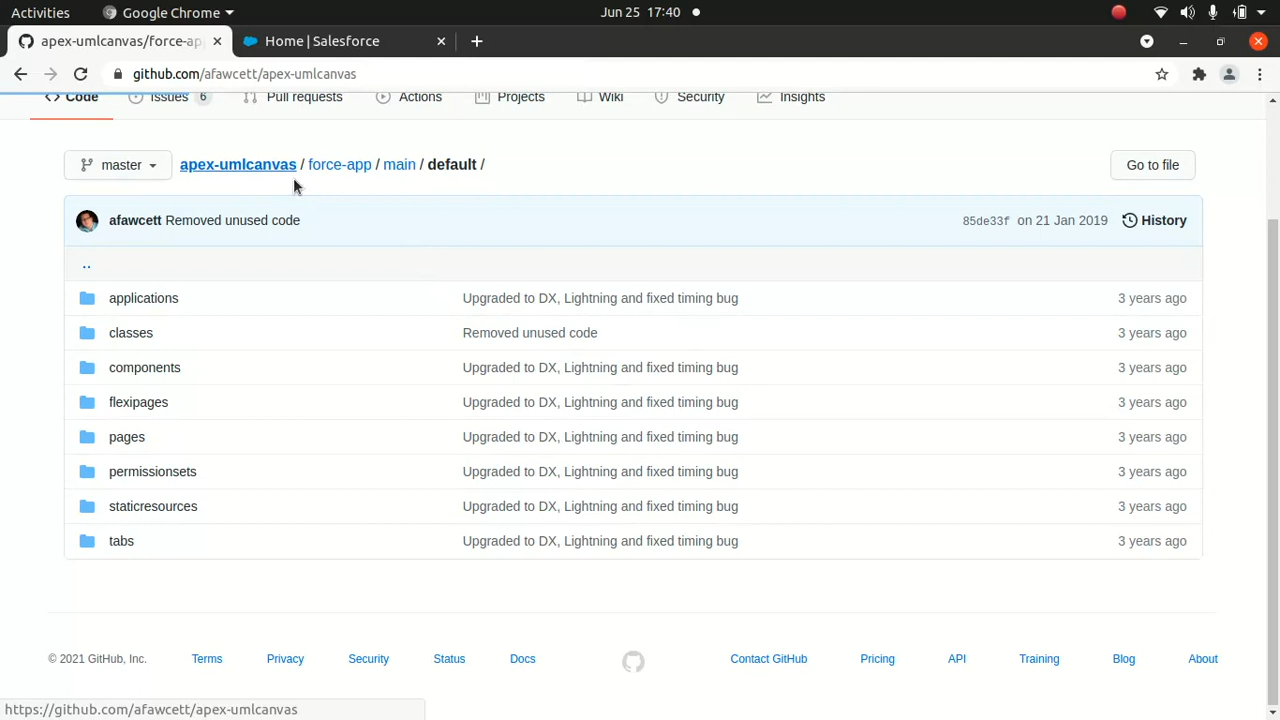 Activities Google Chrome Jun 25 17:40
apex-umlcanvas/force-ap Home | Salesforce
github.com/afawcett/apex-umlcanvas
Code Issues 6 Pull requests Actions Projects Wiki Security Insights
master apex-umlcanvas / force-app / main / default / Go to file
afawcett Removed unused code 85de33f on 21 Jan 2019 History
..
applications Upgraded to DX, Lightning and fixed timing bug 3 years ago
classes Removed unused code 3 years ago
components Upgraded to DX, Lightning and fixed timing bug 3 years ago
flexipages Upgraded to DX, Lightning and fixed timing bug 3 years ago
pages Upgraded to DX, Lightning and fixed timing bug 3 years ago
permissionsets Upgraded to DX, Lightning and fixed timing bug 3 years ago
staticresources Upgraded to DX, Lightning and fixed timing bug 3 years ago
tabs Upgraded to DX, Lightning and fixed timing bug 3 years ago
© 2021 GitHub, Inc. Terms Privacy Security Status Docs Contact GitHub Pricing API Training Blog About
https://github.com/afawcett/apex-umlcanvas